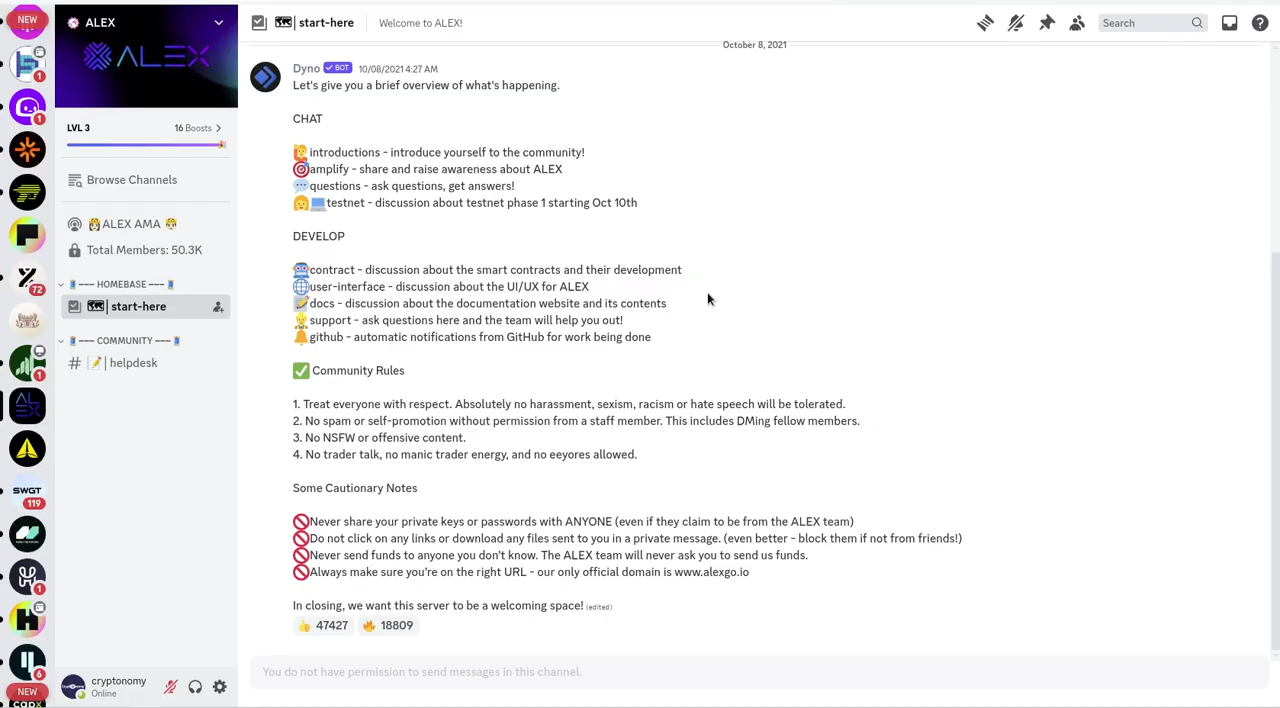 NEW
1
1
72
1
SWGT
119
1
6
NEW
capx
ALEX
ALEX
LVL 3
16 Boosts
Browse Channels
ALEX AMA
Total Members: 50.3K
--- HOMEBASE ---
| start-here
--- COMMUNITY ---
| helpdesk
cryptonomy
Online
| start-here
Welcome to ALEX!
Search
October 8, 2021
Dyno BOT 10/08/2021 4:27 AM
Let's give you a brief overview of what's happening.
CHAT
introductions - introduce yourself to the community!
amplify - share and raise awareness about ALEX
questions - ask questions, get answers!
testnet - discussion about testnet phase 1 starting Oct 10th
DEVELOP
contract - discussion about the smart contracts and their development
user-interface - discussion about the UI/UX for ALEX
docs - discussion about the documentation website and its contents
support - ask questions here and the team will help you out!
github - automatic notifications from GitHub for work being done
Community Rules
1. Treat everyone with respect. Absolutely no harassment, sexism, racism or hate speech will be tolerated.
2. No spam or self-promotion without permission from a staff member. This includes DMing fellow members.
3. No NSFW or offensive content.
4. No trader talk, no manic trader energy, and no eeyores allowed.
Some Cautionary Notes
Never share your private keys or passwords with ANYONE (even if they claim to be from the ALEX team)
Do not click on any links or download any files sent to you in a private message. (even better - block them if not from friends!)
Never send funds to anyone you don't know. The ALEX team will never ask you to send us funds.
Always make sure you're on the right URL - our only official domain is www.alexgo.io
In closing, we want this server to be a welcoming space! (edited)
47427
18809
You do not have permission to send messages in this channel.